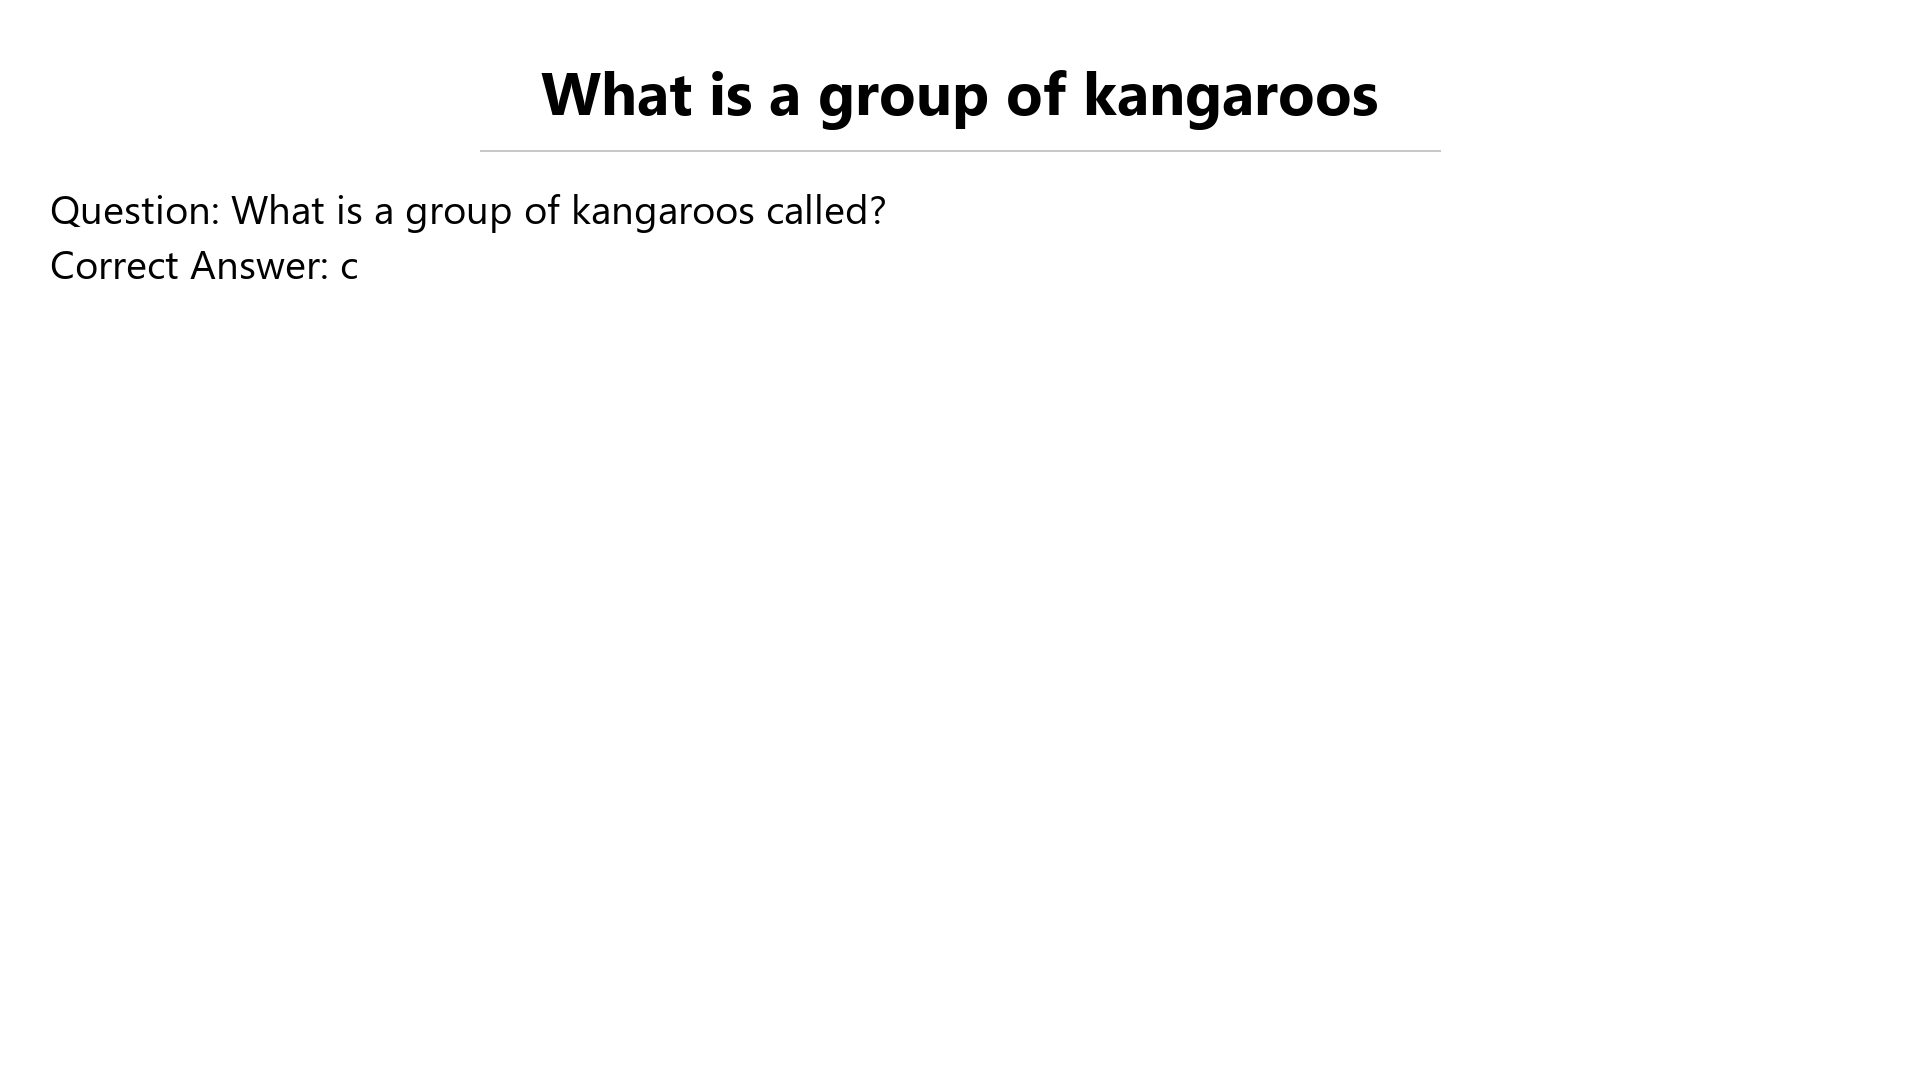 What is a group of kangaroos
Question: What is a group of kangaroos called?
Correct Answer: c